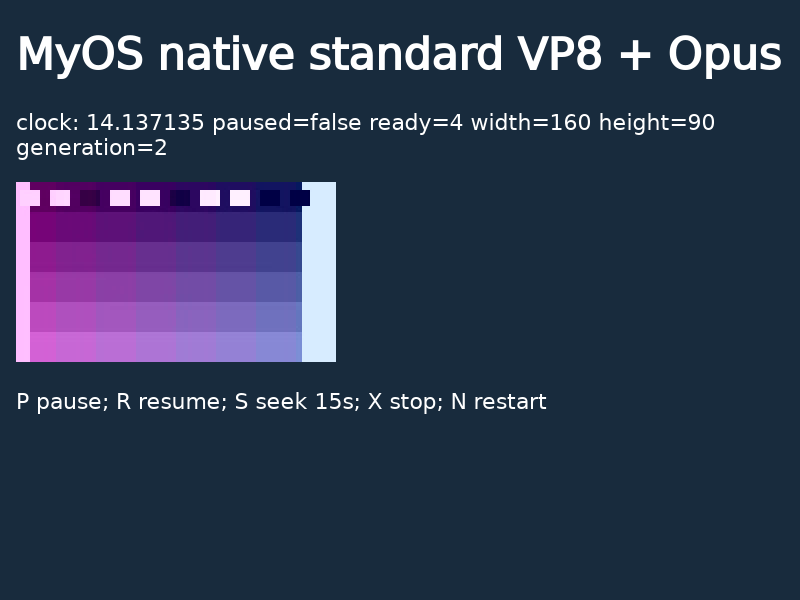 MyOS native standard VP8 + Opus
clock: 14.137135 paused=false ready=4 width=160 height=90
generation=2
P pause; R resume; S seek 15s; X stop; N restart